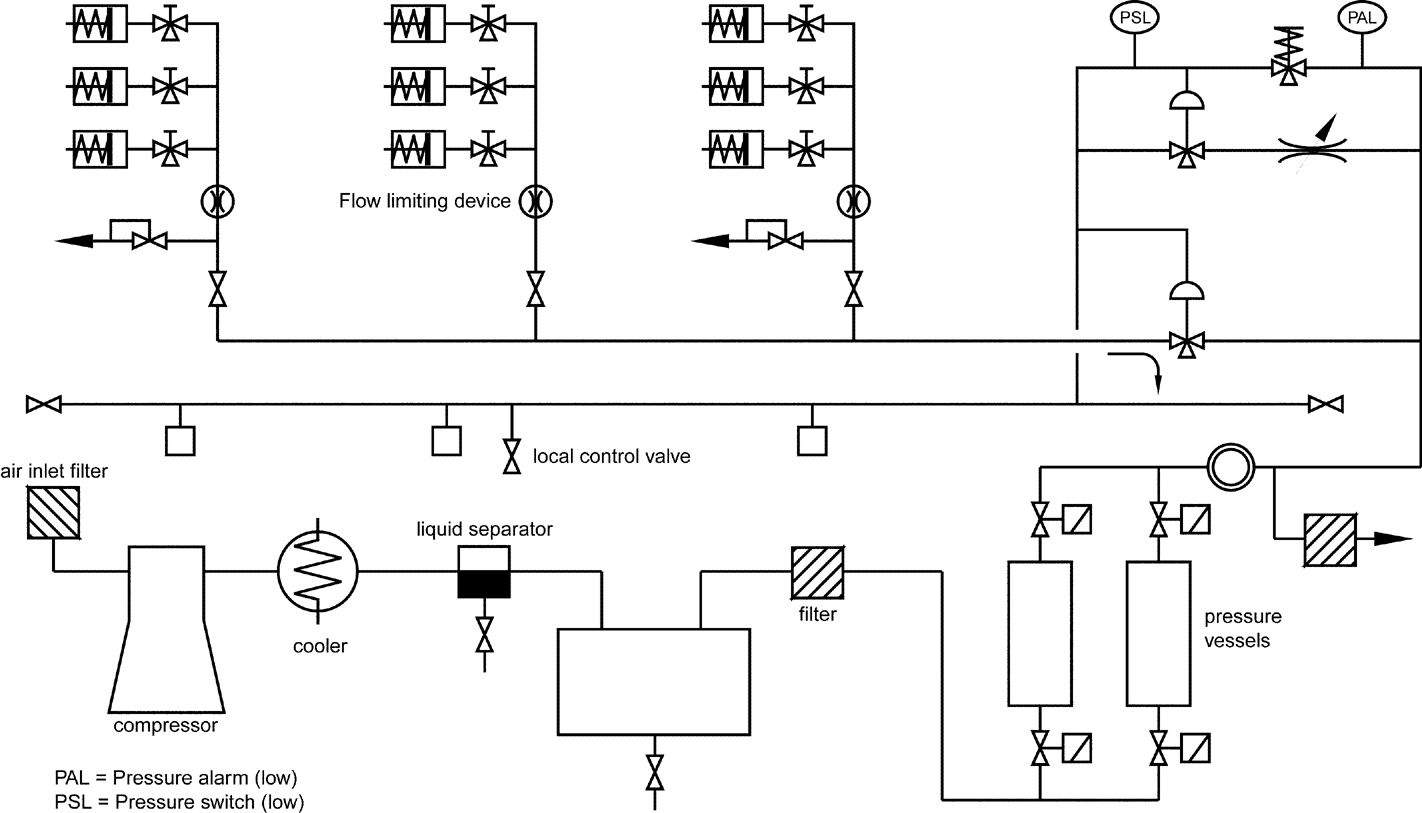 PSL
PAL
Flow limiting device
local control valve
air inlet filter
liquid separator
cooler
filter
pressure
vessels
compressor
PAL = Pressure alarm (low)
PSL = Pressure switch (low)